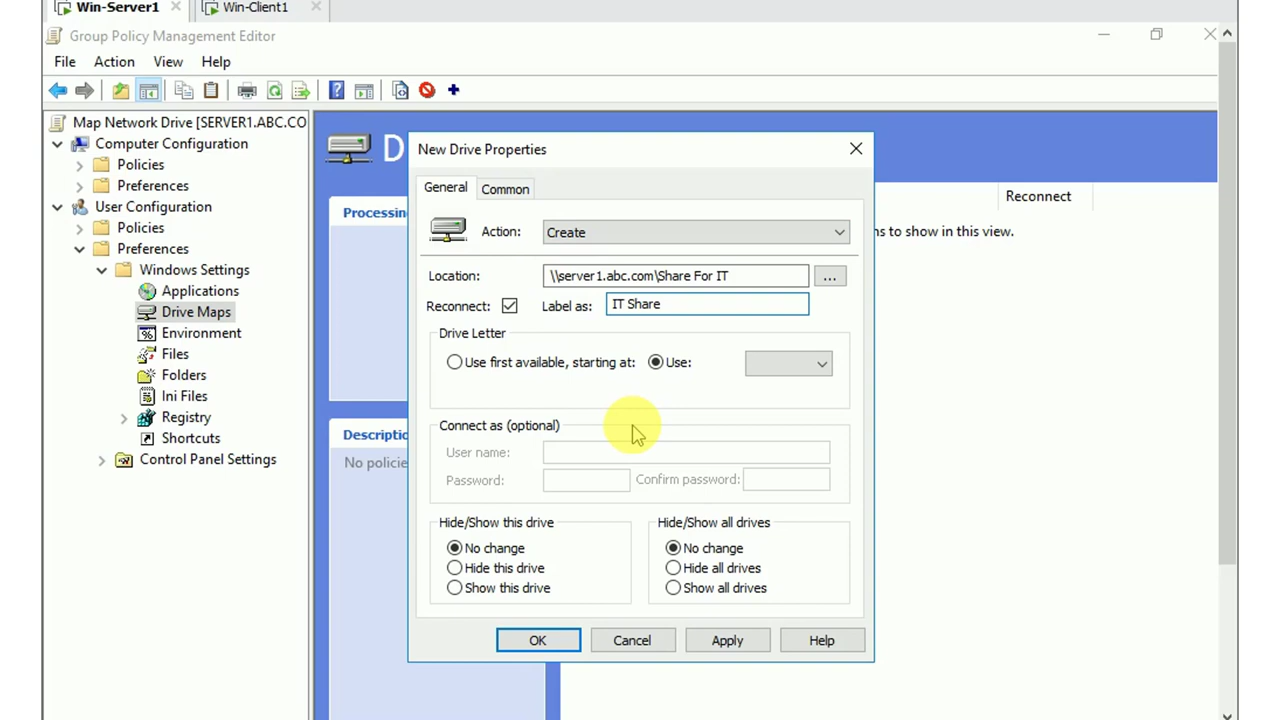 Win-Server1
Win-Client1
Group Policy Management Editor
File Action View Help
Map Network Drive [SERVER1.ABC.CO
Computer Configuration
Policies
Preferences
User Configuration
Policies
Preferences
Windows Settings
Applications
Drive Maps
Environment
Files
Folders
Ini Files
Registry
Shortcuts
Control Panel Settings
D
Processin
Descriptio
No policie
Reconnect
ns to show in this view.
New Drive Properties
General Common
Action: Create
Location: \\server1.abc.com\Share For IT ...
Reconnect: Label as: IT Share
Drive Letter
Use first available, starting at: Use:
Connect as (optional)
User name:
Password: Confirm password:
Hide/Show this drive
No change
Hide this drive
Show this drive
Hide/Show all drives
No change
Hide all drives
Show all drives
OK Cancel Apply Help